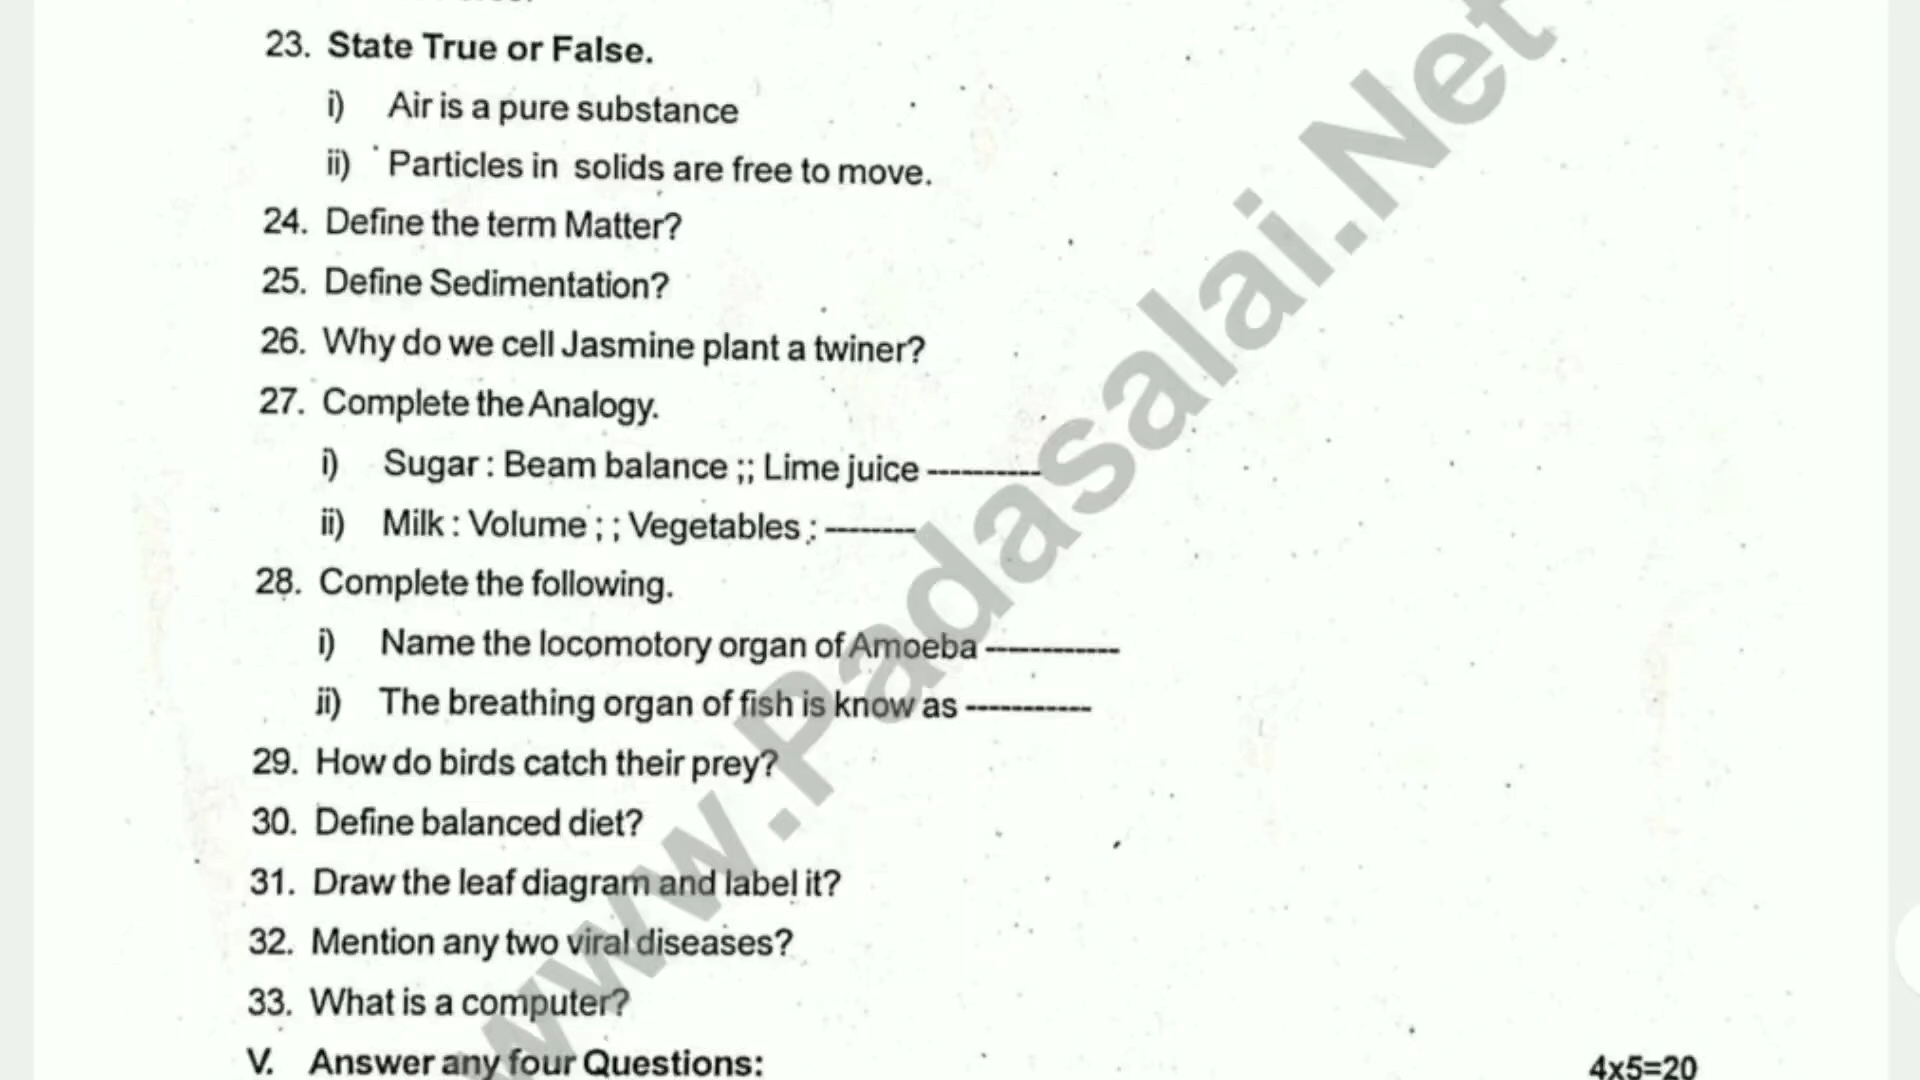 23. State True or False.
i) Air is a pure substance
ii) Particles in solids are free to move.
24. Define the term Matter?
25. Define Sedimentation?
26. Why do we cell Jasmine plant a twiner?
27. Complete the Analogy.
i) Sugar : Beam balance ;; Lime juice ----------
ii) Milk : Volume ; ; Vegetables : --------
28. Complete the following.
i) Name the locomotory organ of Amoeba ------------
ii) The breathing organ of fish is know as -----------
29. How do birds catch their prey?
30. Define balanced diet?
31. Draw the leaf diagram and label it?
32. Mention any two viral diseases?
33. What is a computer?
V. Answer any four Questions: 4x5=20
www.Padasalai.Net